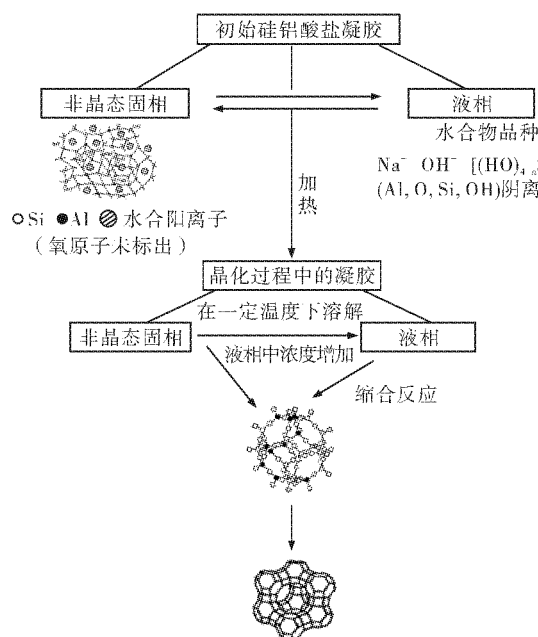 初始硅铝酸盐凝胶
非晶态固相
液相
水合物品种
Na⁻ OH⁻ [(HO)₄₋ₙ
(Al, O, Si, OH)阴离
Si Al 水合阳离子
（氧原子未标出）
加热
晶化过程中的凝胶
在一定温度下溶解
非晶态固相
液相
液相中浓度增加
缩合反应